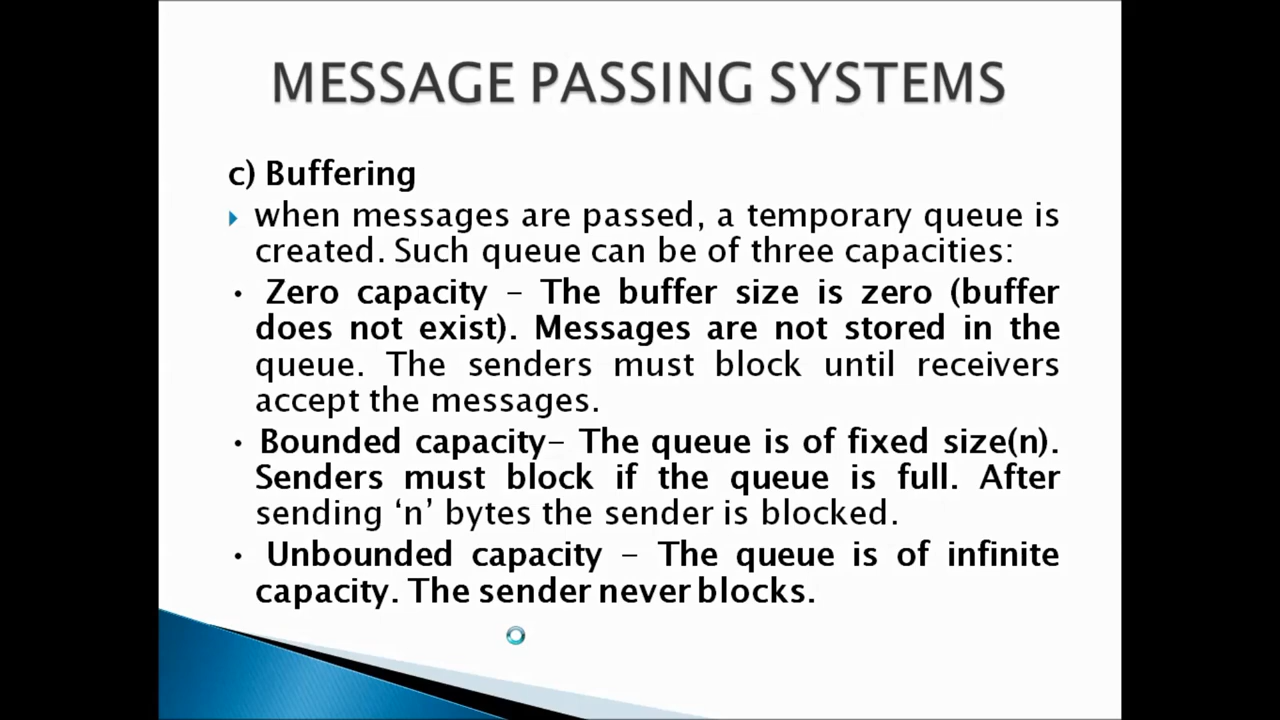 MESSAGE PASSING SYSTEMS
c) Buffering
when messages are passed, a temporary queue is
created. Such queue can be of three capacities:
• Zero capacity – The buffer size is zero (buffer
does not exist). Messages are not stored in the
queue. The senders must block until receivers
accept the messages.
• Bounded capacity– The queue is of fixed size(n).
Senders must block if the queue is full. After
sending ‘n’ bytes the sender is blocked.
• Unbounded capacity – The queue is of infinite
capacity. The sender never blocks.